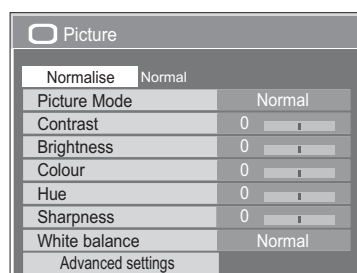 Picture
Normalise Normal
Picture Mode Normal
Contrast 0
Brightness 0
Colour 0
Hue 0
Sharpness 0
White balance Normal
Advanced settings